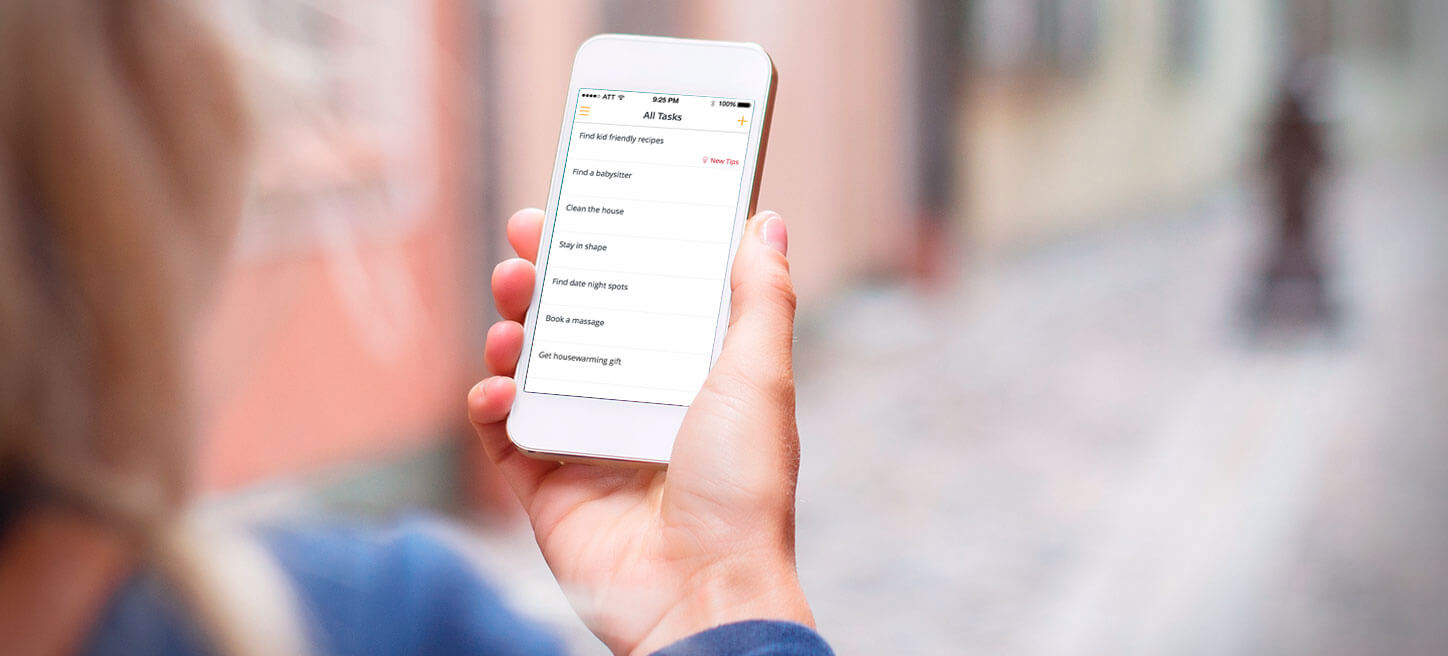 ATT 9:25 PM 100%
All Tasks
Find kid friendly recipes
New Tips
Find a babysitter
Clean the house
Stay in shape
Find date night spots
Book a massage
Get housewarming gift